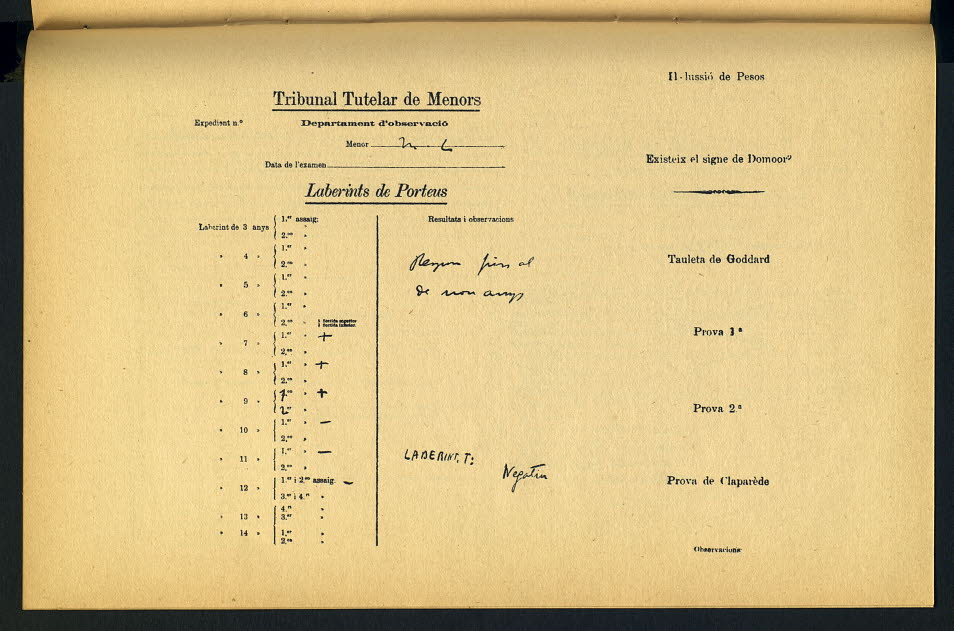 Tribunal Tutelar de Menors
Expedient n.º
Departament d'observació
Menor
Data de l'examen
Laberints de Porteus
Resultats i observacions
Laberint de 3 anys
1.er assaig;
2.on »
» 4 »
1.er »
2.on »
» 5 »
1.er »
2.on »
» 6 »
1.er »
2.on » } Sortida superior
} Sortida inferior
» 7 »
1.er » +
2.on »
» 8 »
1.er » +
2.on »
» 9 »
1.er » +
2.on »
» 10 »
1.er » —
2.on »
» 11 »
1.er » —
2.on »
» 12 »
1.er i 2.on assaig. —
3.er i 4.rt »
» 13 »
4.rt »
3.er »
» 14 »
1.er »
2.on »
fins al
de nou anys
LABERINT, T:
Negatiu
Il·lussió de Pesos
Existeix el signe de Domoor?
Tauleta de Goddard
Prova 1ª
Prova 2.ª
Prova de Claparède
Observacions